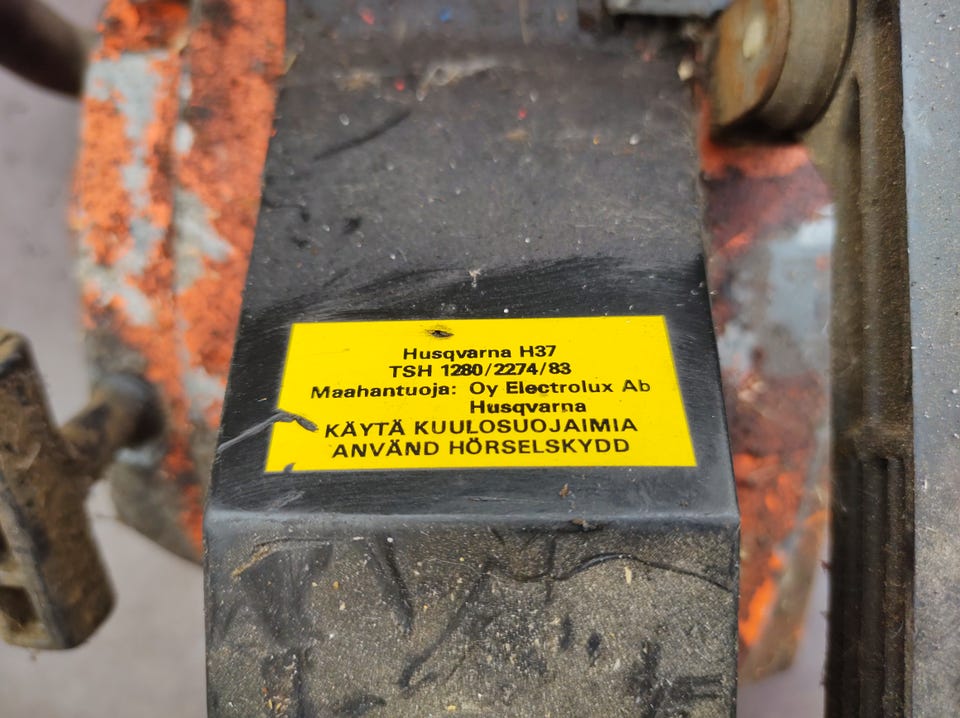 Husqvarna H37
TSH 1280/2274/83
Maahantuoja: Oy Electrolux Ab
Husqvarna
KÄYTÄ KUULOSUOJAIMIA
ANVÄND HÖRSELSKYDD